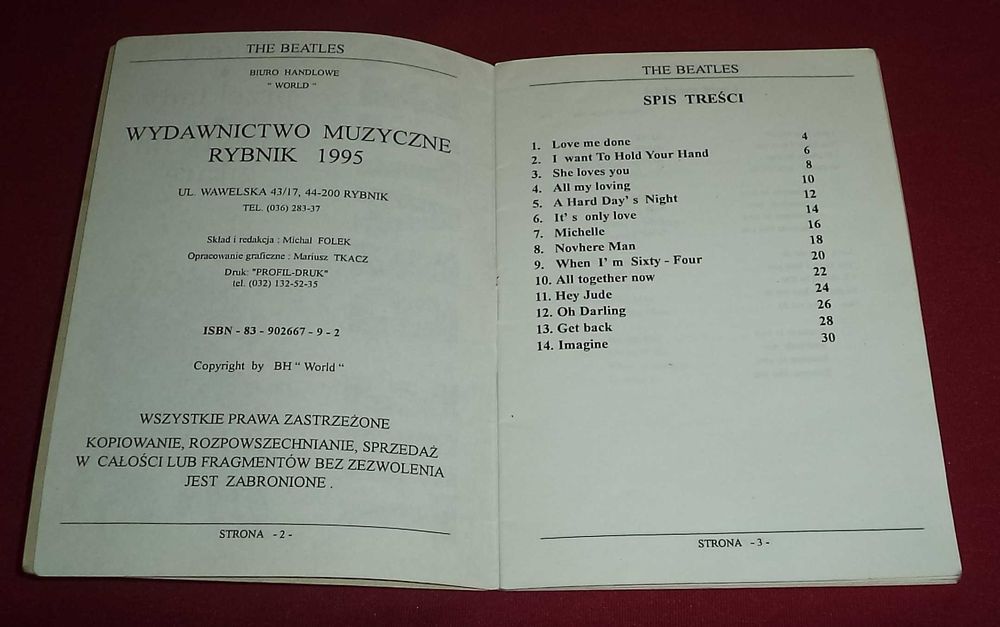 THE BEATLES
BIURO HANDLOWE
" WORLD "
WYDAWNICTWO MUZYCZNE
RYBNIK 1995
UL. WAWELSKA 43/17, 44-200 RYBNIK
TEL. (036) 283-37
Skład i redakcja : Michal FOLEK
Opracowanie graficzne : Mariusz TKACZ
Druk: "PROFIL-DRUK"
tel. (032) 132-52-35
ISBN - 83 - 902667 - 9 - 2
Copyright by BH " World "
WSZYSTKIE PRAWA ZASTRZEŻONE
KOPIOWANIE, ROZPOWSZECHNIANIE, SPRZEDAŻ
W CAŁOŚCI LUB FRAGMENTÓW BEZ ZEZWOLENIA
JEST ZABRONIONE .
STRONA - 2 -
THE BEATLES
SPIS TREŚCI
1. Love me done 4
2. I want To Hold Your Hand 6
3. She loves you 8
4. All my loving 10
5. A Hard Day' s Night 12
6. It' s only love 14
7. Michelle 16
8. Novhere Man 18
9. When I' m Sixty - Four 20
10. All together now 22
11. Hey Jude 24
12. Oh Darling 26
13. Get back 28
14. Imagine 30
STRONA - 3 -